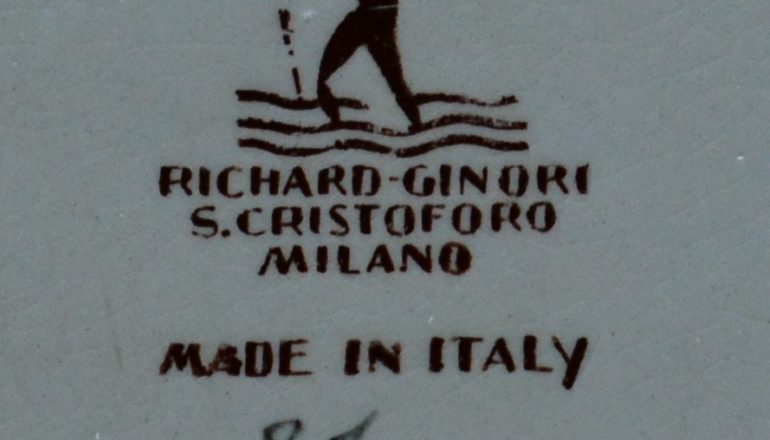 RICHARD-GINORI
S.CRISTOFORO
MILANO
MADE IN ITALY